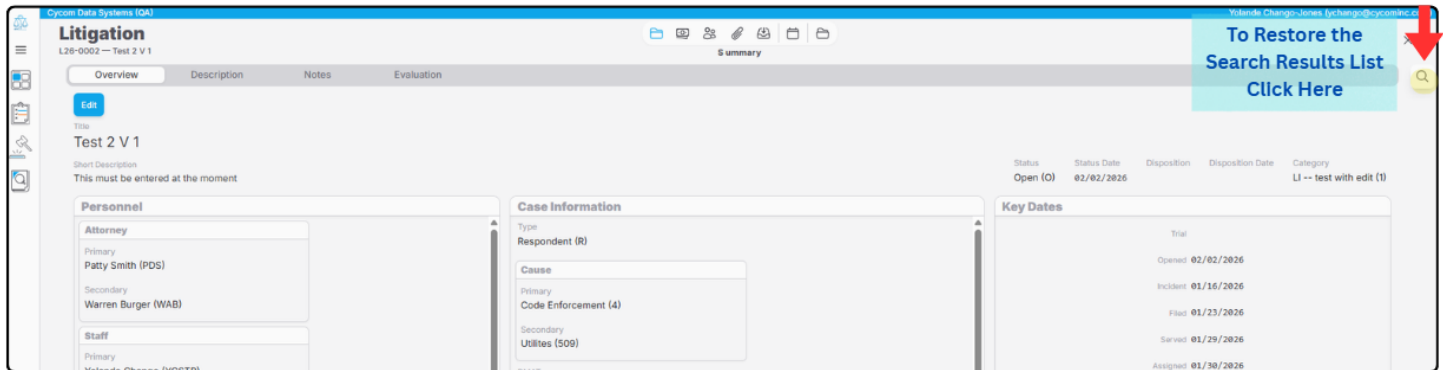 Cycom Data Systems (QA)
Yolande Chango-Jones (ychango@cycominc.c
Litigation
L26-0002 — Test 2 V 1
Summary
To Restore the
Search Results List
Click Here
Overview Description Notes Evaluation
Edit
Title
Test 2 V 1
Short Description
This must be entered at the moment
Status Status Date Disposition Disposition Date Category
Open (O) 02/02/2026 LI -- test with edit (1)
Personnel
Attorney
Primary
Patty Smith (PDS)
Secondary
Warren Burger (WAB)
Staff
Primary
Case Information
Type
Respondent (R)
Cause
Primary
Code Enforcement (4)
Secondary
Utilites (509)
Key Dates
Trial
Opened 02/02/2026
Incident 01/16/2026
Filed 01/23/2026
Served 01/29/2026
Assigned 01/30/2026